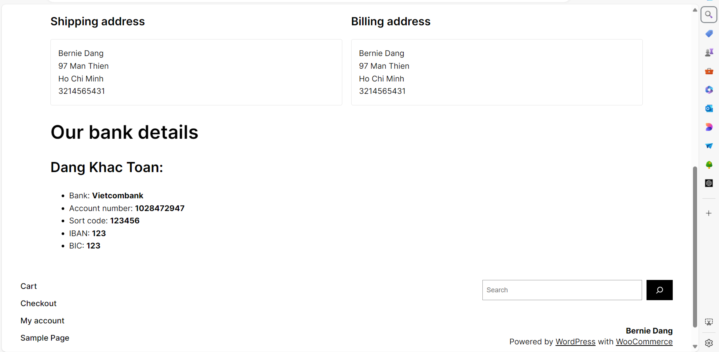 Shipping address
Billing address
Bernie Dang
97 Man Thien
Ho Chi Minh
3214565431
Bernie Dang
97 Man Thien
Ho Chi Minh
3214565431
Our bank details
Dang Khac Toan:
Bank: Vietcombank
Account number: 1028472947
Sort code: 123456
IBAN: 123
BIC: 123
Cart
Checkout
My account
Sample Page
Search
Bernie Dang
Powered by WordPress with WooCommerce